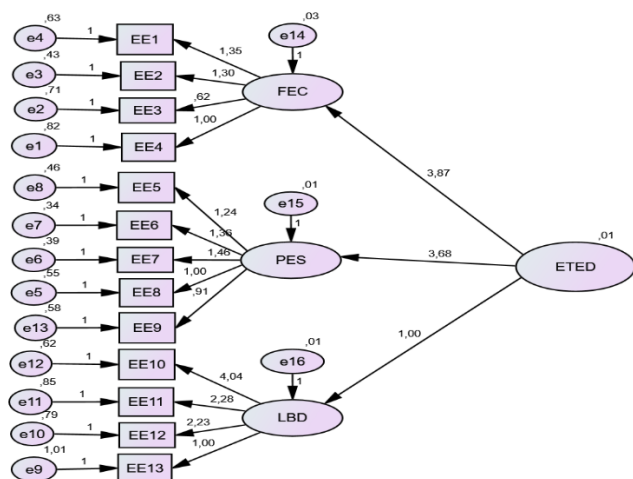 ,63
e4 1 EE1
,43
e3 1 EE2
,71
e2 1 EE3
,82
e1 1 EE4
,46
e8 1 EE5
,34
e7 1 EE6
,39
e6 1 EE7
,55
e5 1 EE8
,58
e13 1 EE9
,62
e12 1 EE10
,85
e11 1 EE11
,79
e10 1 EE12
1,01
e9 1 EE13
1,35
1,30
,62
1,00
,03
e14
1
FEC
1,24
1,36
1,46
1,00
,91
,01
e15
1
PES
4,04
2,28
2,23
1,00
,01
e16
1
LBD
3,87
3,68
1,00
,01
ETED